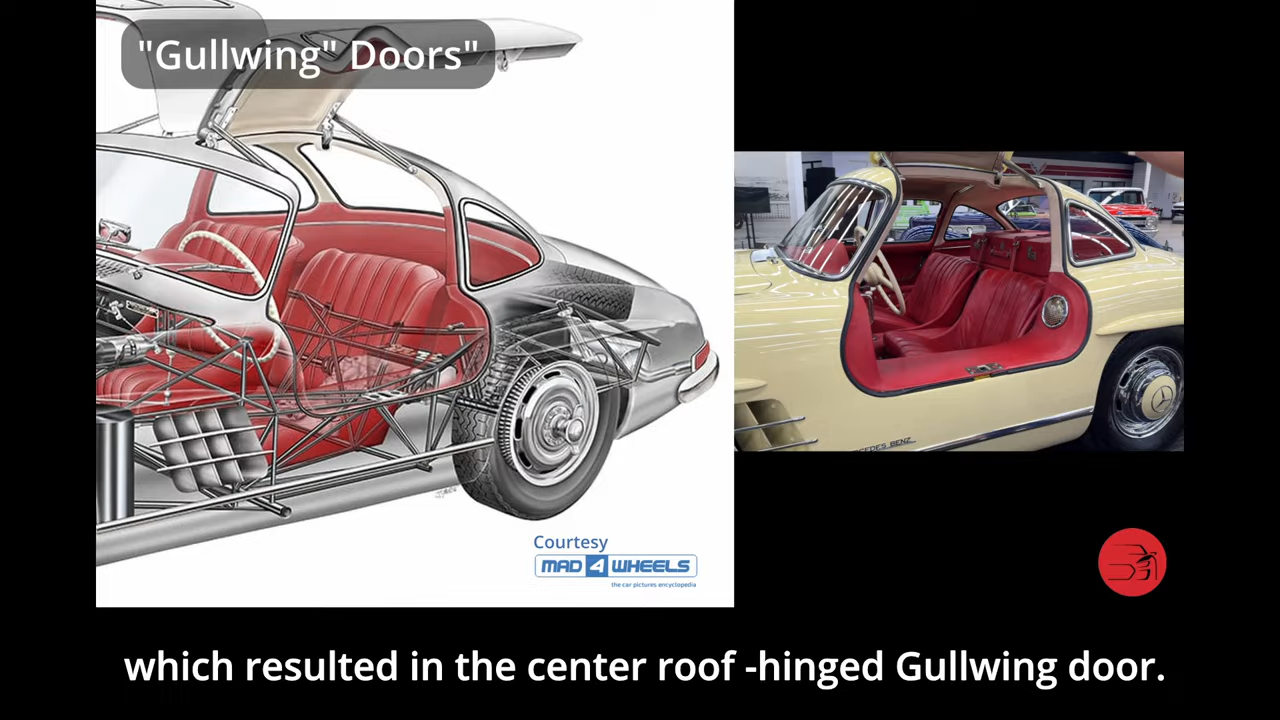 "Gullwing" Doors"
Courtesy
MAD 4 WHEELS
the car pictures encyclopedia
which resulted in the center roof -hinged Gullwing door.